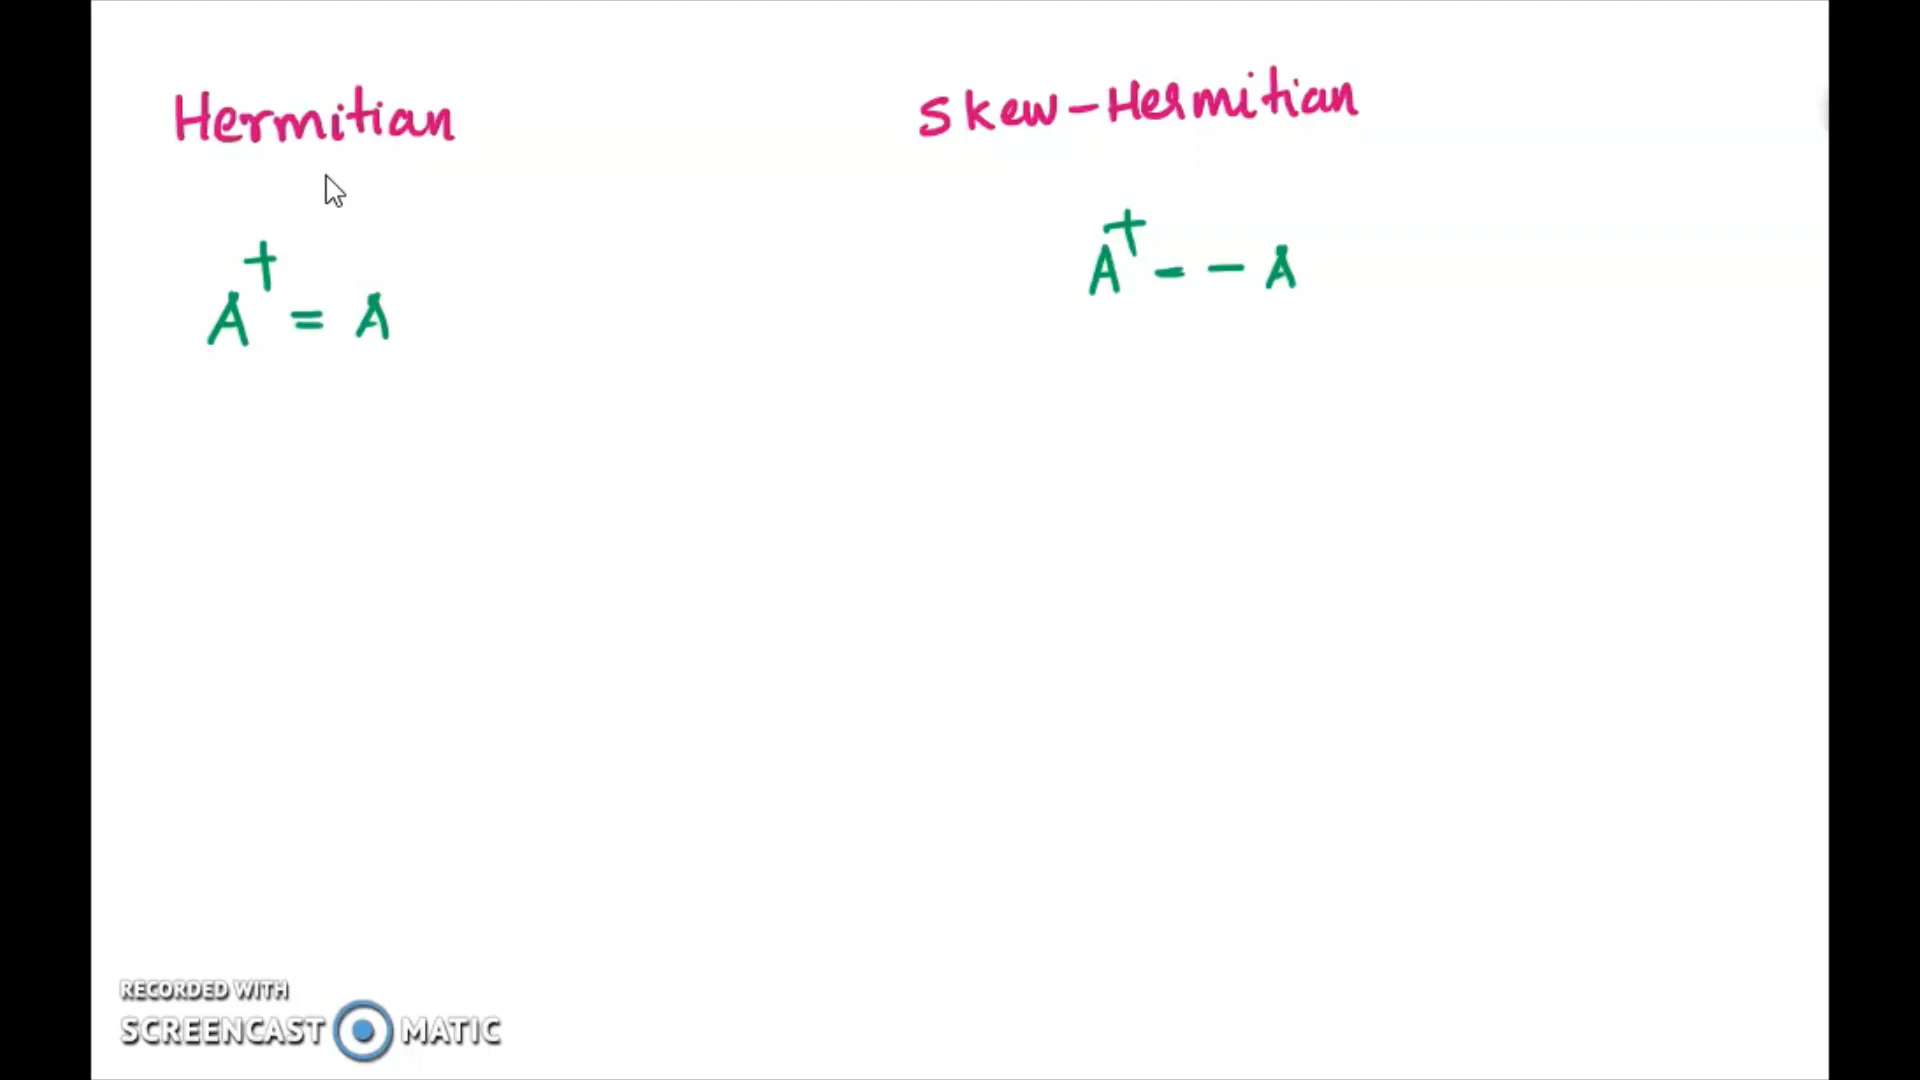 Hermitian
Skew-Hermitian
A† = A
A† = - A
RECORDED WITH
SCREENCAST MATIC